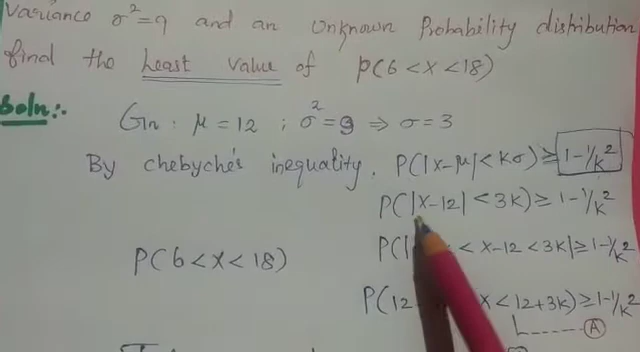 Variance σ²=9 and an Unknown Probability distribution
find the Least Value of P(6<X<18)
Soln:-
Gn: μ=12 ; σ²=9 ⇒ σ=3
By chebyche's inequality, P(|X-μ|<Kσ)≥1-1/K²
P(|X-12|<3K)≥1-1/K²
P(6<X<18)
P(| < X-12 <3K|≥1-1/K²
P(12 X<12+3K)≥1-1/K²
A